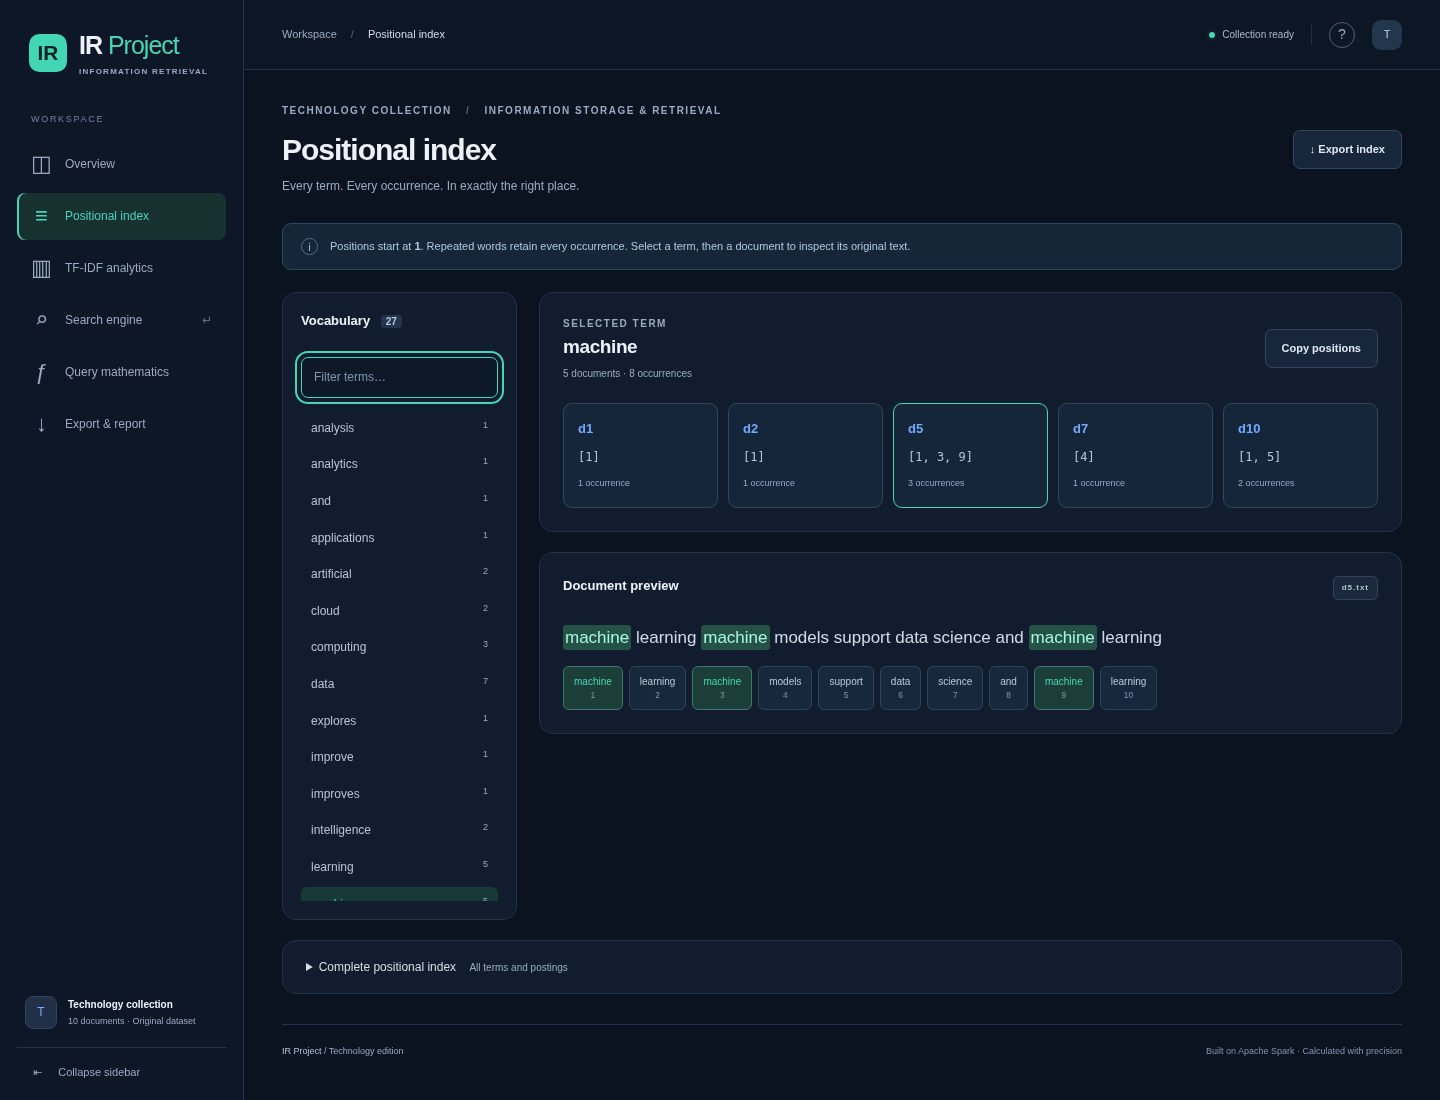 IR
IR Project
INFORMATION RETRIEVAL
WORKSPACE
Overview
Positional index
TF-IDF analytics
Search engine
Query mathematics
Export & report
T
Technology collection
10 documents · Original dataset
Collapse sidebar
Workspace / Positional index
Collection ready
?
T
TECHNOLOGY COLLECTION / INFORMATION STORAGE & RETRIEVAL
Positional index
↓ Export index
Every term. Every occurrence. In exactly the right place.
i Positions start at 1. Repeated words retain every occurrence. Select a term, then a document to inspect its original text.
Vocabulary 27
Filter terms…
analysis 1
analytics 1
and 1
applications 1
artificial 2
cloud 2
computing 3
data 7
explores 1
improve 1
improves 1
intelligence 2
learning 5
SELECTED TERM
machine
5 documents · 8 occurrences
Copy positions
d1
[1]
1 occurrence
d2
[1]
1 occurrence
d5
[1, 3, 9]
3 occurrences
d7
[4]
1 occurrence
d10
[1, 5]
2 occurrences
Document preview
d5.txt
machine learning machine models support data science and machine learning
machine learning machine models support data science and machine learning
1 2 3 4 5 6 7 8 9 10
Complete positional index All terms and postings
IR Project / Technology edition
Built on Apache Spark · Calculated with precision